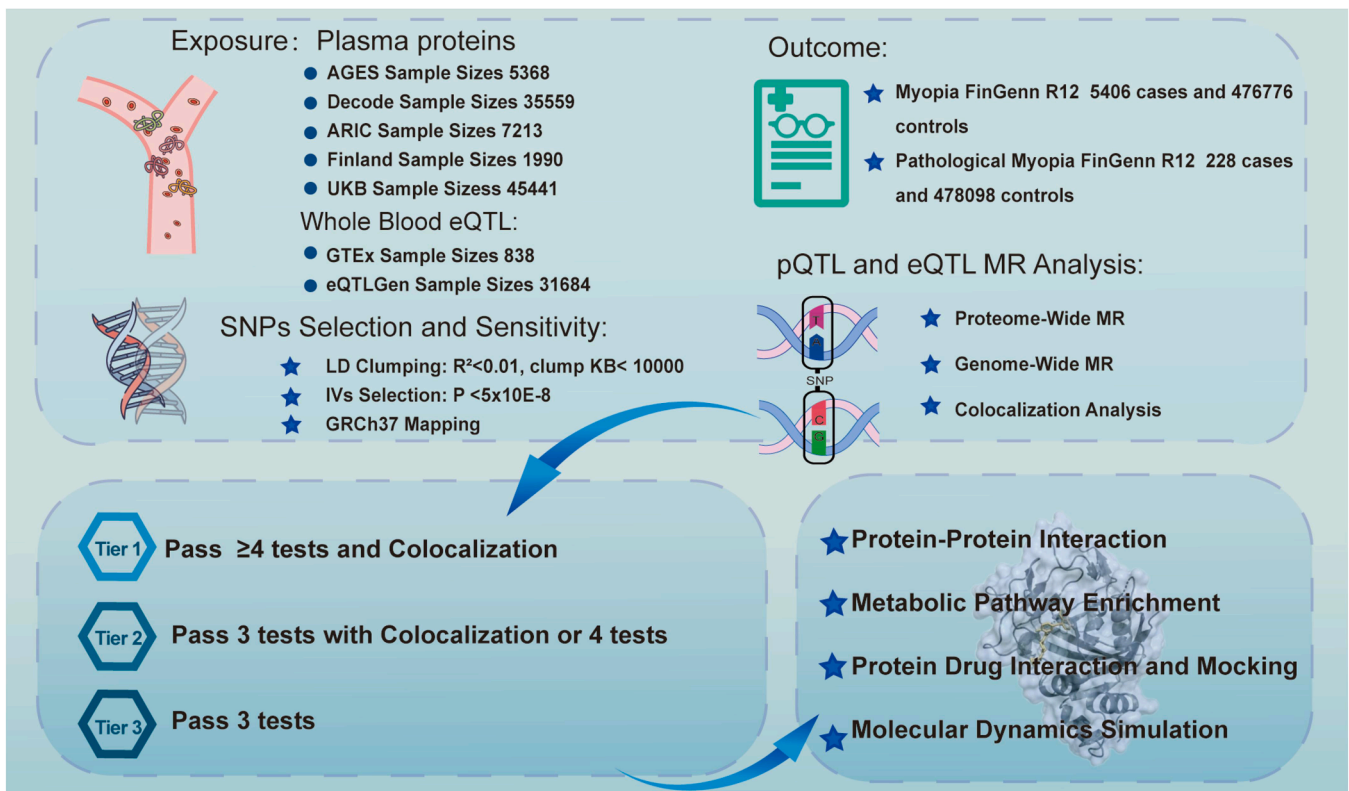 Exposure: Plasma proteins
AGES Sample Sizes 5368
Decode Sample Sizes 35559
ARIC Sample Sizes 7213
Finland Sample Sizes 1990
UKB Sample Sizess 45441
Whole Blood eQTL:
GTEx Sample Sizes 838
eQTLGen Sample Sizes 31684
SNPs Selection and Sensitivity:
LD Clumping: R²<0.01, clump KB< 10000
IVs Selection: P <5x10E-8
GRCh37 Mapping
Outcome:
Myopia FinGenn R12 5406 cases and 476776
controls
Pathological Myopia FinGenn R12 228 cases
and 478098 controls
pQTL and eQTL MR Analysis:
T
SNP
C
G
Proteome-Wide MR
Genome-Wide MR
Colocalization Analysis
Tier 1
Pass ≥4 tests and Colocalization
Tier 2
Pass 3 tests with Colocalization or 4 tests
Tier 3
Pass 3 tests
Protein-Protein Interaction
Metabolic Pathway Enrichment
Protein Drug Interaction and Mocking
Molecular Dynamics Simulation